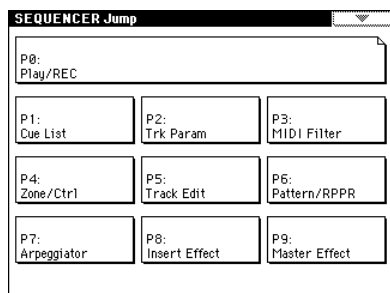 SEQUENCER Jump
P0:
Play/REC
P1:
Cue List
P2:
Trk Param
P3:
MIDI Filter
P4:
Zone/Ctrl
P5:
Track Edit
P6:
Pattern/RPPR
P7:
Arpeggiator
P8:
Insert Effect
P9:
Master Effect